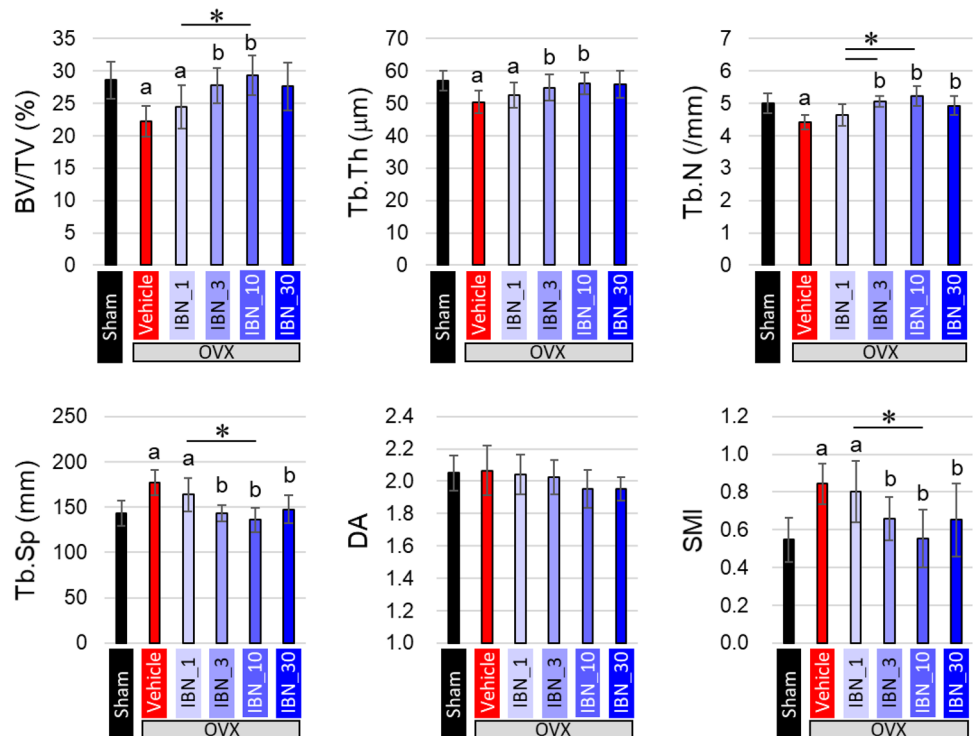 *
BV/TV (%)
35
30
25
20
15
10
5
0
a
a
b
b
Sham
Vehicle
IBN_1
IBN_3
IBN_10
IBN_30
OVX
Tb.Th (μm)
70
60
50
40
30
20
10
0
a
a
b
b
Sham
Vehicle
IBN_1
IBN_3
IBN_10
IBN_30
OVX
*
Tb.N (/mm)
7
6
5
4
3
2
1
0
a
b
b
b
Sham
Vehicle
IBN_1
IBN_3
IBN_10
IBN_30
OVX
*
Tb.Sp (mm)
250
200
150
100
50
0
a
a
b
b
b
Sham
Vehicle
IBN_1
IBN_3
IBN_10
IBN_30
OVX
DA
2.4
2.2
2.0
1.8
1.6
1.4
1.2
1.0
Sham
Vehicle
IBN_1
IBN_3
IBN_10
IBN_30
OVX
*
SMI
1.2
1.0
0.8
0.6
0.4
0.2
0.0
a
a
b
b
b
Sham
Vehicle
IBN_1
IBN_3
IBN_10
IBN_30
OVX